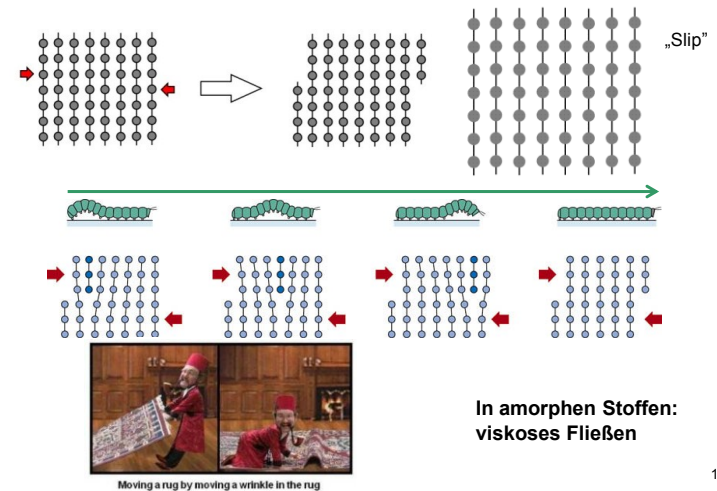 „Slip”
Moving a rug by moving a wrinkle in the rug
In amorphen Stoffen:
viskoses Fließen
1